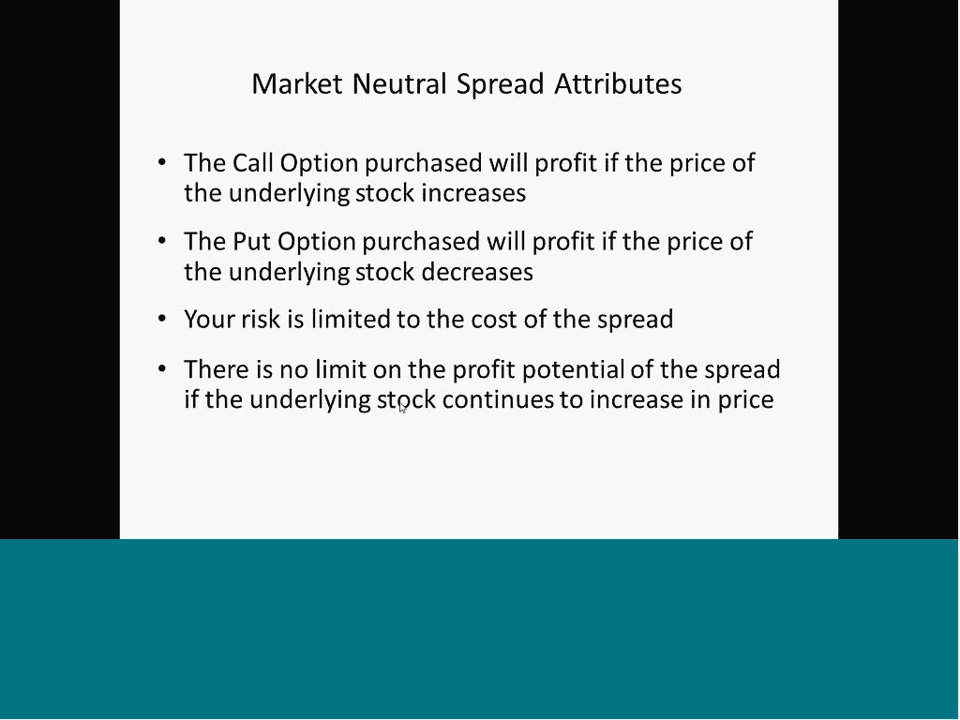 Market Neutral Spread Attributes
• The Call Option purchased will profit if the price of
the underlying stock increases
• The Put Option purchased will profit if the price of
the underlying stock decreases
• Your risk is limited to the cost of the spread
• There is no limit on the profit potential of the spread
if the underlying stock continues to increase in price